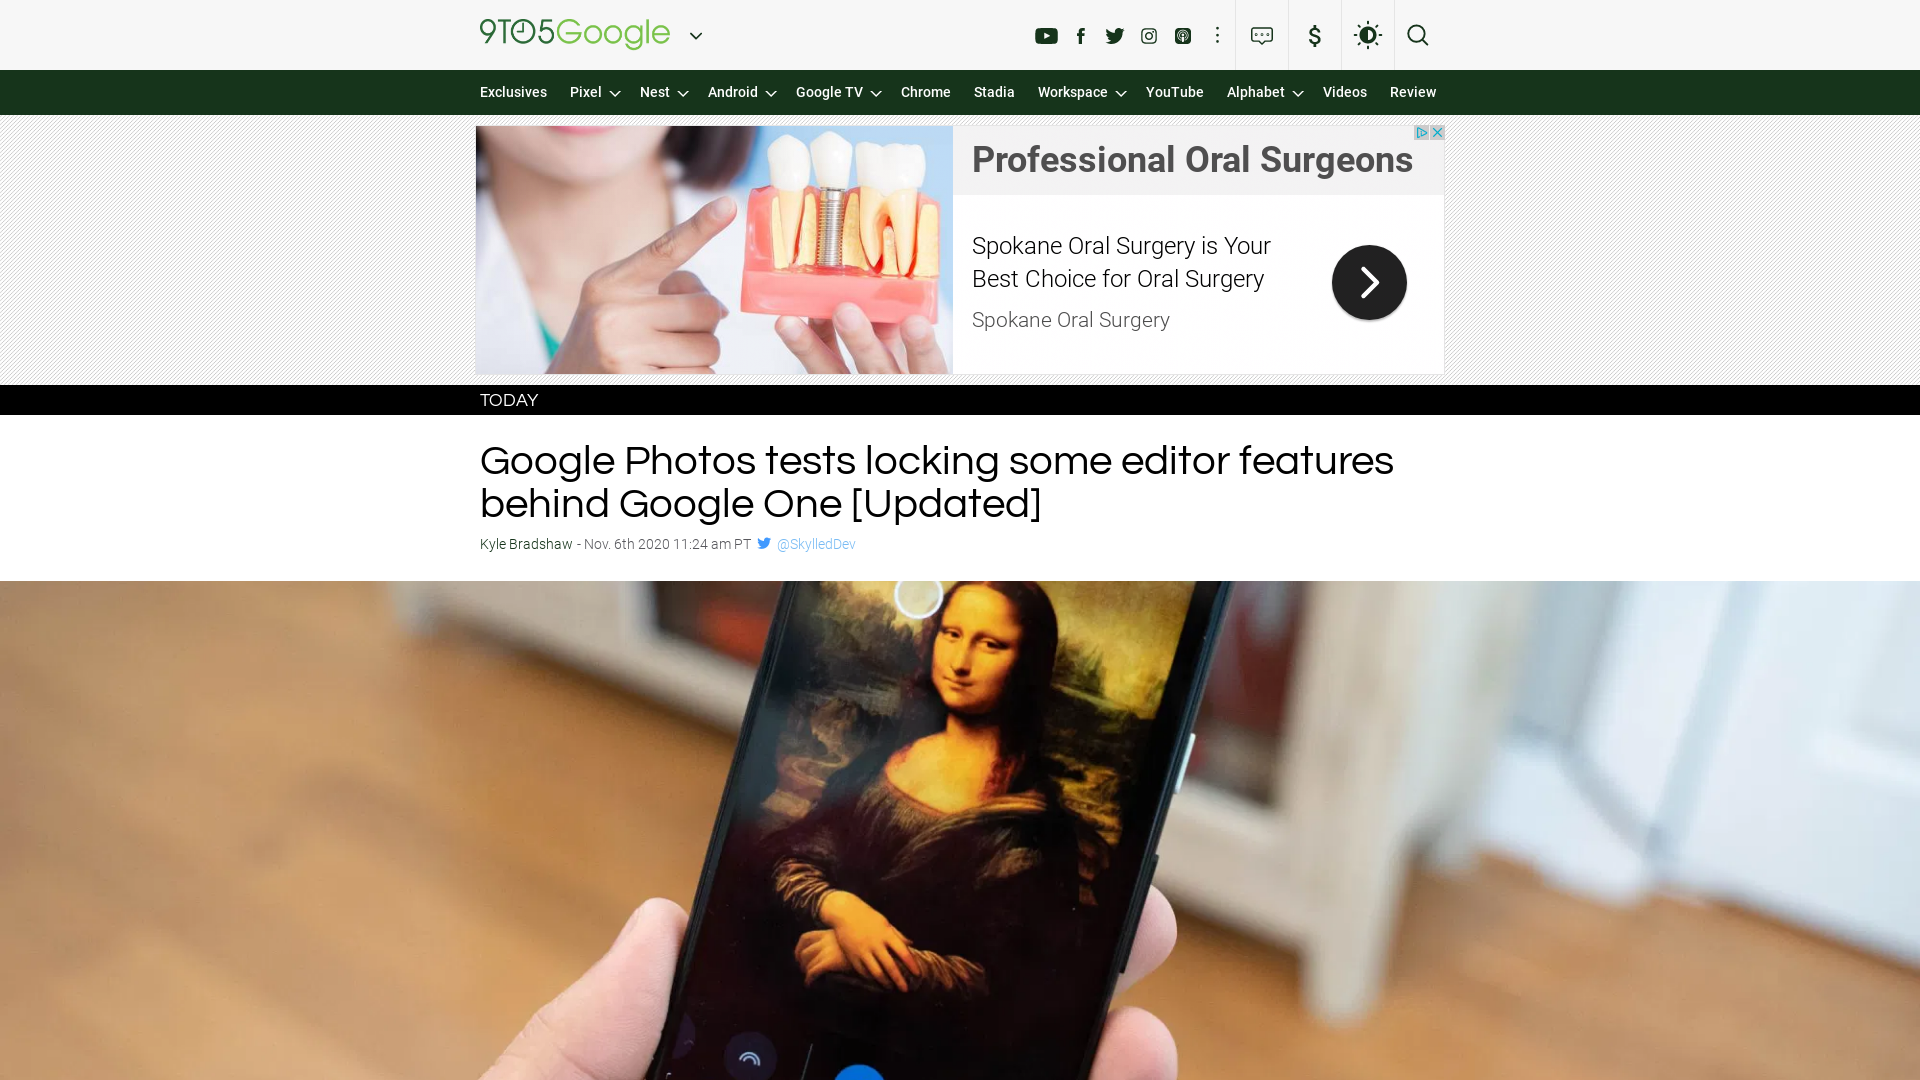 9TO5Google
Exclusives Pixel Nest Android Google TV Chrome Stadia Workspace YouTube Alphabet Videos Review
Professional Oral Surgeons
Spokane Oral Surgery is Your
Best Choice for Oral Surgery
Spokane Oral Surgery
TODAY
Google Photos tests locking some editor features
behind Google One [Updated]
Kyle Bradshaw - Nov. 6th 2020 11:24 am PT @SkylledDev